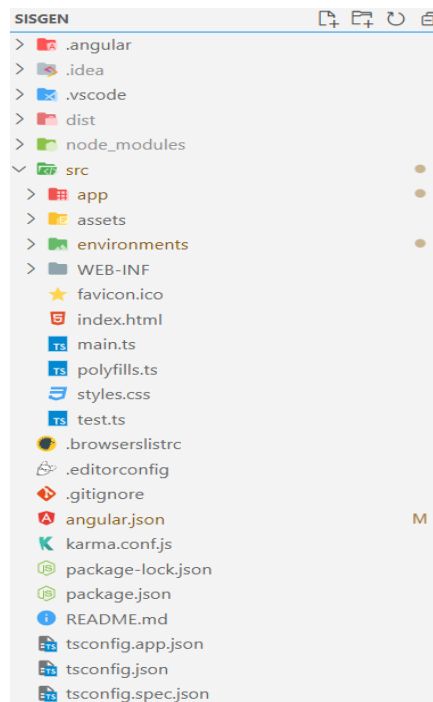 SISGEN
.angular
.idea
.vscode
dist
node_modules
src
app
assets
environments
WEB-INF
favicon.ico
index.html
main.ts
polyfills.ts
styles.css
test.ts
.browserslistrc
.editorconfig
.gitignore
angular.json M
karma.conf.js
package-lock.json
package.json
README.md
tsconfig.app.json
tsconfig.json
tsconfig.spec.json